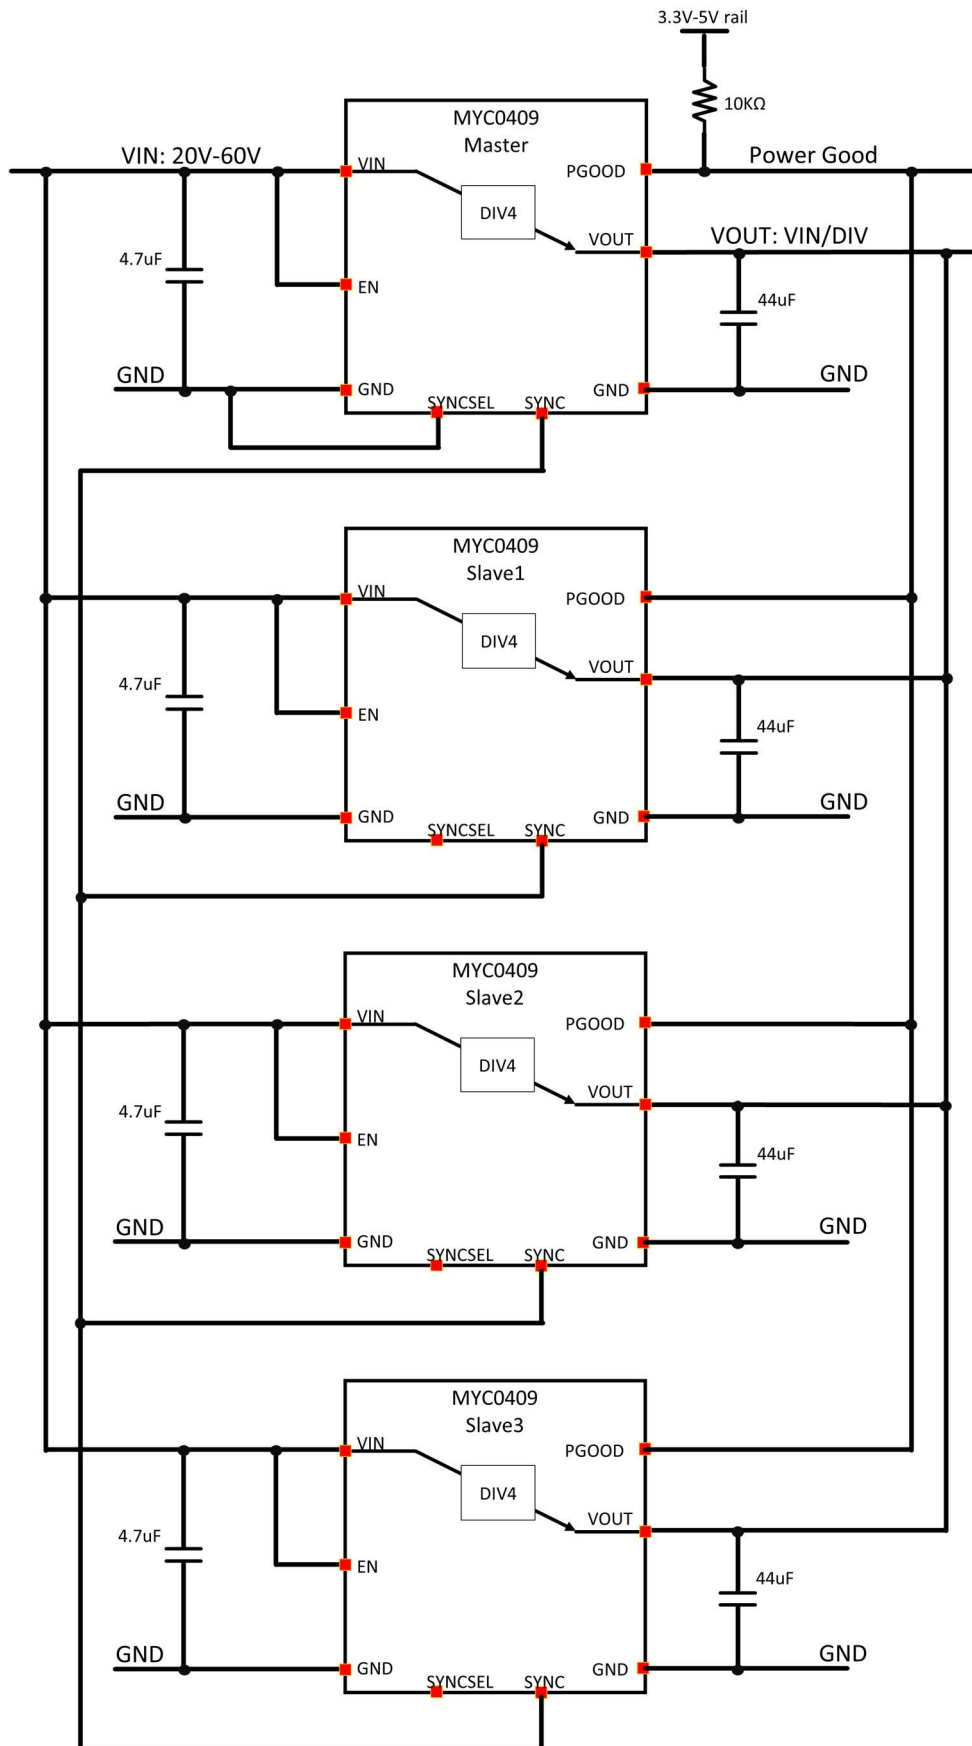 3.3V-5V rail
10KΩ
MYC0409
Master
VIN: 20V-60V
VIN
PGOOD
Power Good
DIV4
VOUT
VOUT: VIN/DIV
4.7uF
EN
44uF
GND
GND
GND
GND
SYNCSEL
SYNC
MYC0409
Slave1
VIN
PGOOD
DIV4
VOUT
4.7uF
EN
44uF
GND
GND
GND
GND
SYNCSEL
SYNC
MYC0409
Slave2
VIN
PGOOD
DIV4
VOUT
4.7uF
EN
44uF
GND
GND
GND
GND
SYNCSEL
SYNC
MYC0409
Slave3
VIN
PGOOD
DIV4
VOUT
4.7uF
EN
44uF
GND
GND
GND
GND
SYNCSEL
SYNC